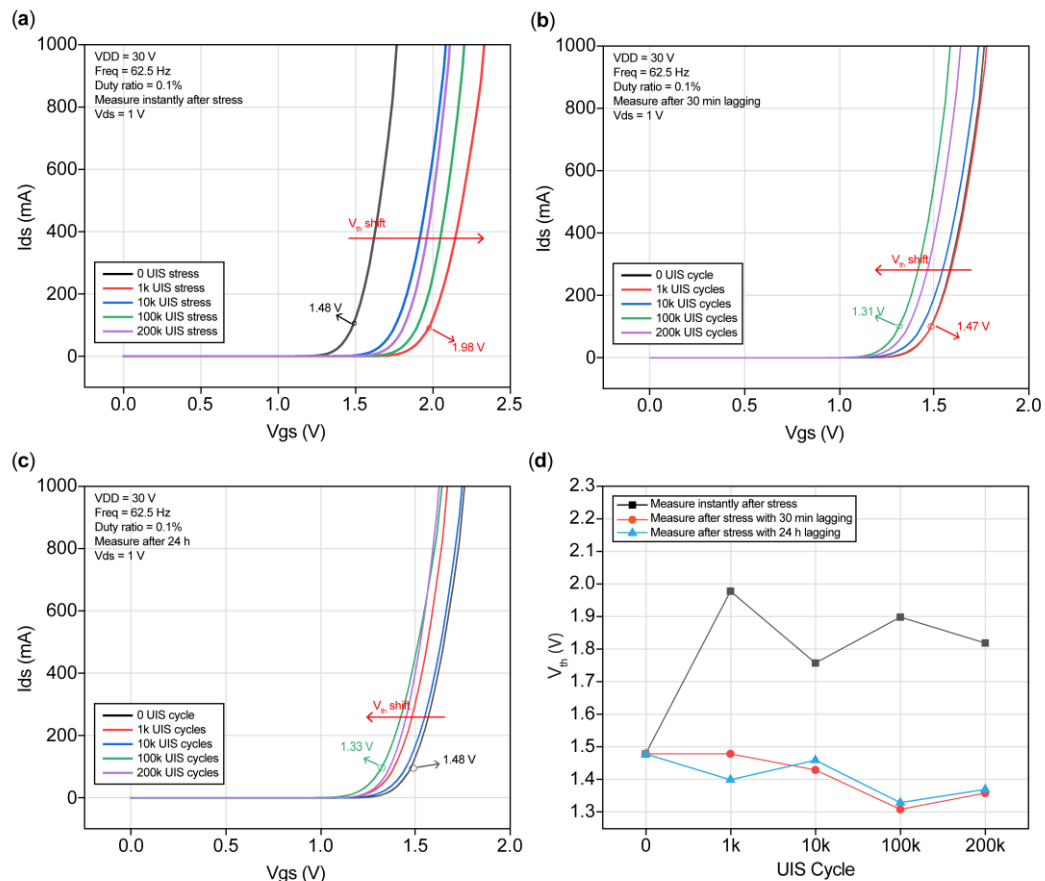 (a)
VDD = 30 V
Freq = 62.5 Hz
Duty ratio = 0.1%
Measure instantly after stress
Vds = 1 V
Vth shift
0 UIS stress
1k UIS stress
10k UIS stress
100k UIS stress
200k UIS stress
1.48 V
1.98 V
1000
800
600
400
200
0
Ids (mA)
0.0 0.5 1.0 1.5 2.0 2.5
Vgs (V)
(b)
VDD = 30 V
Freq = 62.5 Hz
Duty ratio = 0.1%
Measure after 30 min lagging
Vds = 1 V
Vth shift
0 UIS cycle
1k UIS cycles
10k UIS cycles
100k UIS cycles
200k UIS cycles
1.31 V
1.47 V
1000
800
600
400
200
0
Ids (mA)
0.0 0.5 1.0 1.5 2.0
Vgs (V)
(c)
VDD = 30 V
Freq = 62.5 Hz
Duty ratio = 0.1%
Measure after 24 h
Vds = 1 V
Vth shift
0 UIS cycle
1k UIS cycles
10k UIS cycles
100k UIS cycles
200k UIS cycles
1.33 V
1.48 V
1000
800
600
400
200
0
Ids (mA)
0.0 0.5 1.0 1.5 2.0
Vgs (V)
(d)
Measure instantly after stress
Measure after stress with 30 min lagging
Measure after stress with 24 h lagging
2.3
2.2
2.1
2.0
1.9
1.8
1.7
1.6
1.5
1.4
1.3
Vth (V)
0 1k 10k 100k 200k
UIS Cycle